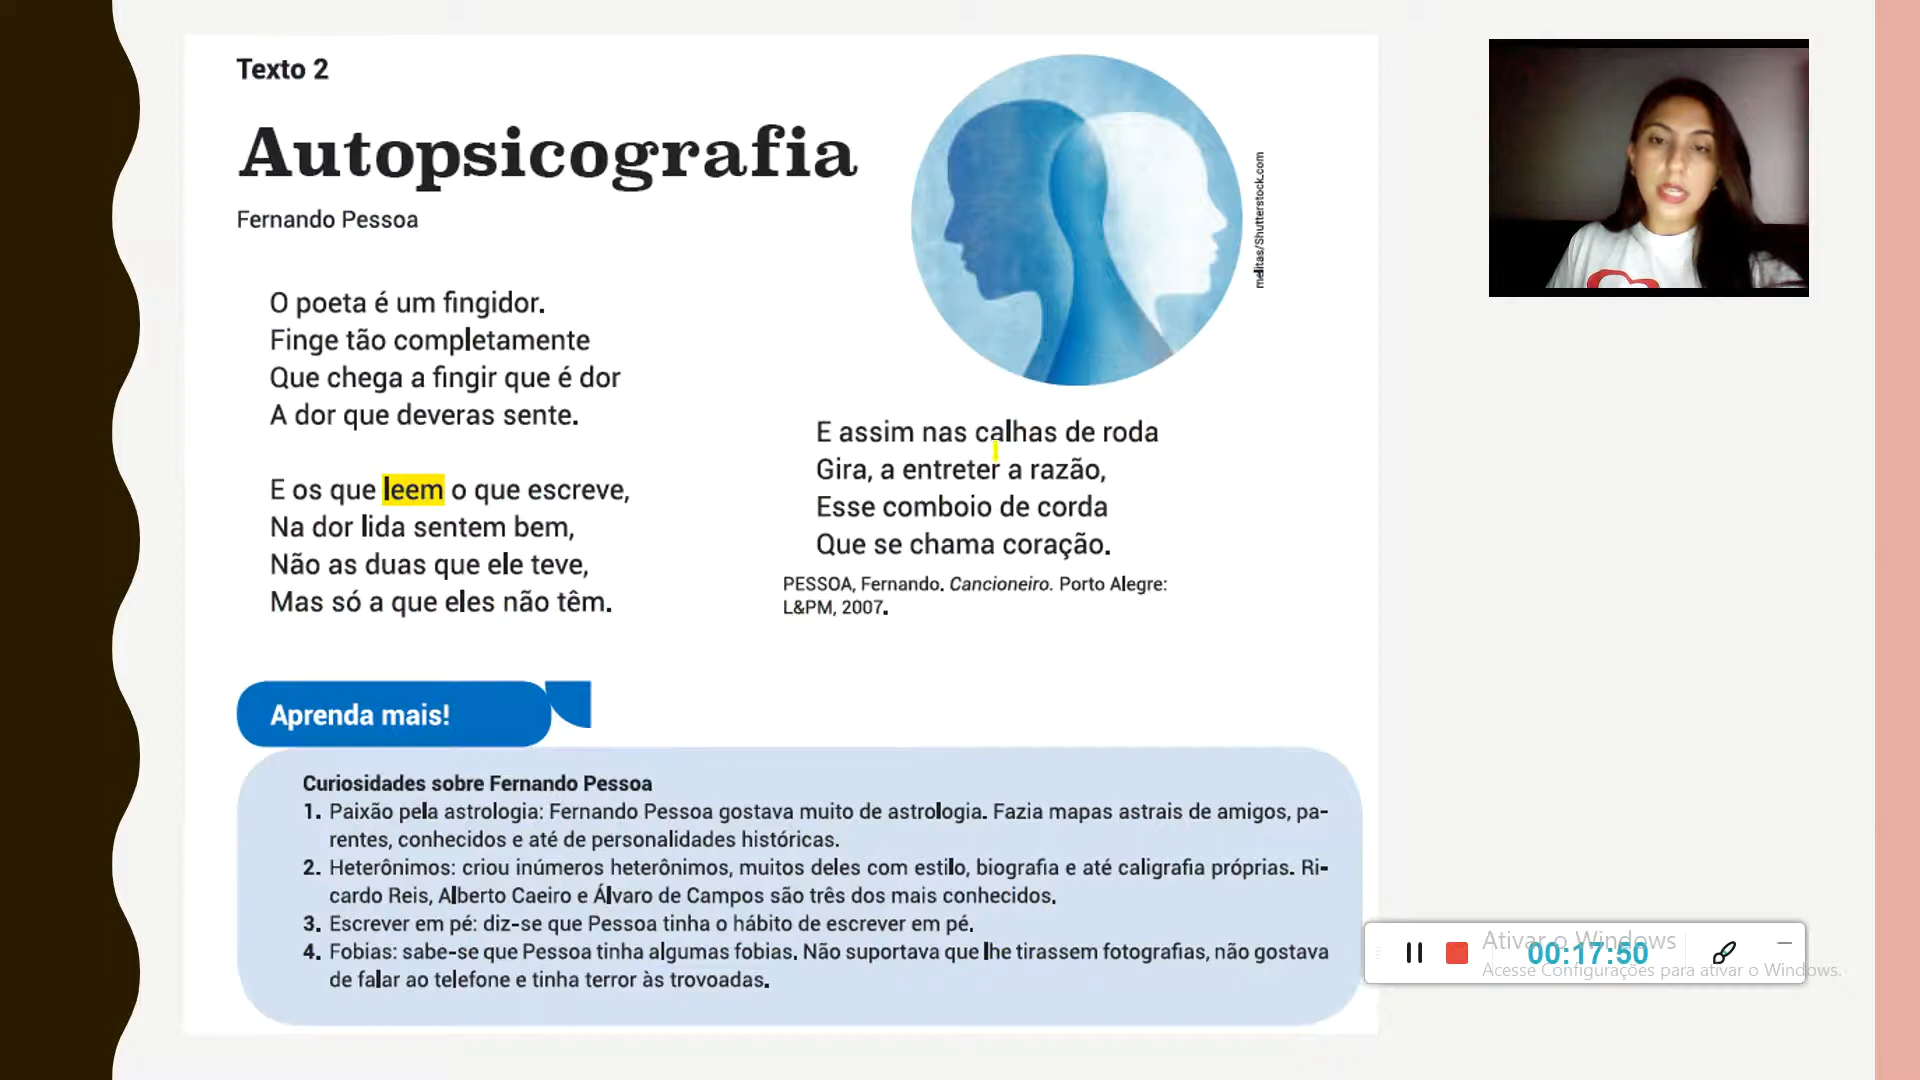 Texto 2
Autopsicografia
Fernando Pessoa
melitas/Shutterstock.com
O poeta é um fingidor.
Finge tão completamente
Que chega a fingir que é dor
A dor que deveras sente.
E os que leem o que escreve,
Na dor lida sentem bem,
Não as duas que ele teve,
Mas só a que eles não têm.
E assim nas calhas de roda
Gira, a entreter a razão,
Esse comboio de corda
Que se chama coração.
PESSOA, Fernando. Cancioneiro. Porto Alegre:
L&PM, 2007.
Aprenda mais!
Curiosidades sobre Fernando Pessoa
1. Paixão pela astrologia: Fernando Pessoa gostava muito de astrologia. Fazia mapas astrais de amigos, pa-
rentes, conhecidos e até de personalidades históricas.
2. Heterônimos: criou inúmeros heterônimos, muitos deles com estilo, biografia e até caligrafia próprias. Ri-
cardo Reis, Alberto Caeiro e Álvaro de Campos são três dos mais conhecidos.
3. Escrever em pé: diz-se que Pessoa tinha o hábito de escrever em pé.
4. Fobias: sabe-se que Pessoa tinha algumas fobias. Não suportava que lhe tirassem fotografias, não gostava
de falar ao telefone e tinha terror às trovoadas.
Ativar o Windows
00:17:50
Acesse Configurações para ativar o Windows.